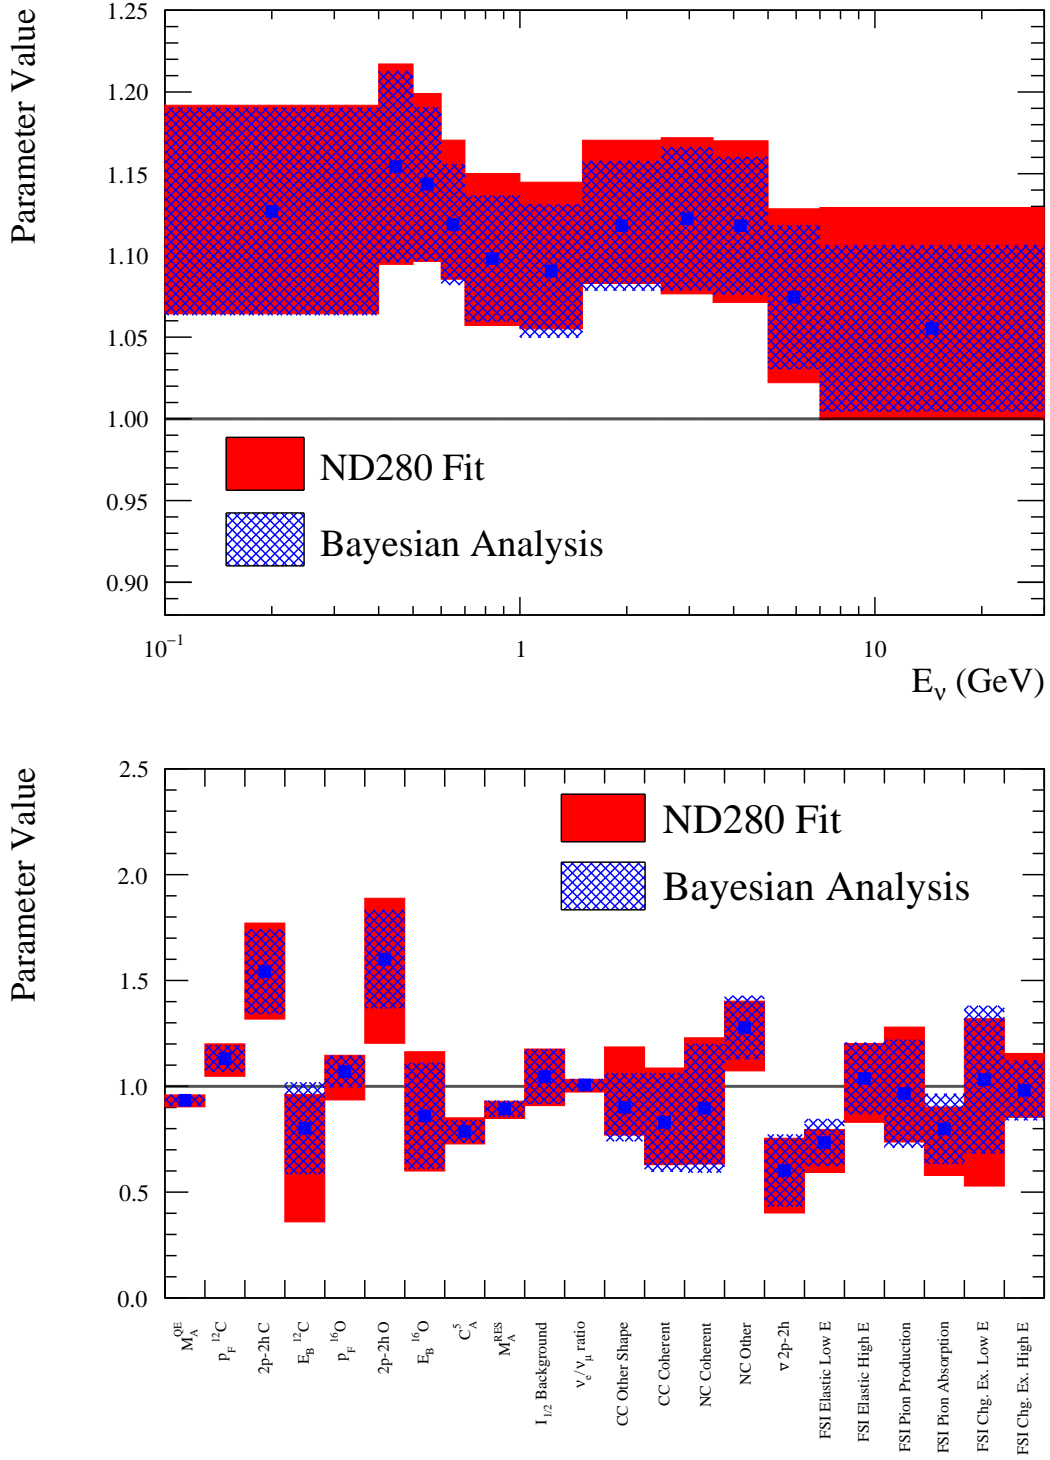 Parameter Value
1.25
1.20
1.15
1.10
1.05
1.00
0.95
0.90
ND280 Fit
Bayesian Analysis
10⁻¹ 1 10
E_ν (GeV)
Parameter Value
2.5
2.0
1.5
1.0
0.5
0.0
ND280 Fit
Bayesian Analysis
M_A^QE
p_F ¹²C
2p-2h C
E_B ¹²C
p_F ¹⁶O
2p-2h O
E_B ¹⁶O
C_A^5
M_A^RES
I_1/2 Background
ν_e/ν_μ ratio
CC Other Shape
CC Coherent
NC Coherent
NC Other
ν̄ 2p-2h
FSI Elastic Low E
FSI Elastic High E
FSI Pion Production
FSI Pion Absorption
FSI Chg. Ex. Low E
FSI Chg. Ex. High E